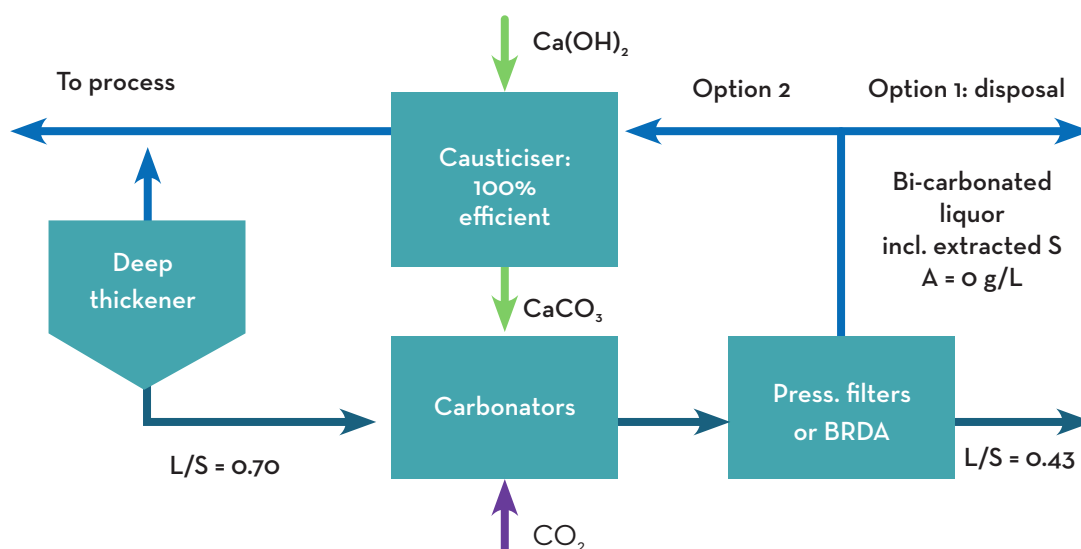 Ca(OH)₂
To process
Option 2
Option 1: disposal
Causticiser:
100%
efficient
Bi-carbonated
liquor
incl. extracted S
A = 0 g/L
Deep
thickener
CaCO₃
Carbonators
Press. filters
or BRDA
L/S = 0.70
L/S = 0.43
CO₂